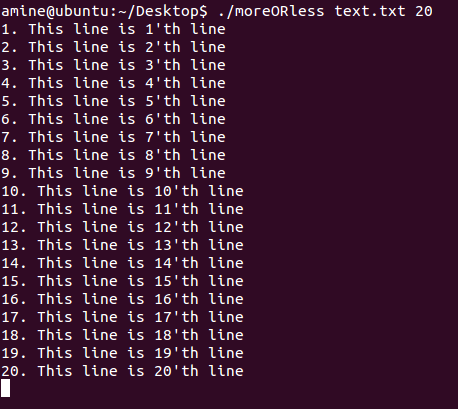 amine@ubuntu:~/Desktop$ ./moreORless text.txt 20
1. This line is 1'th line
2. This line is 2'th line
3. This line is 3'th line
4. This line is 4'th line
5. This line is 5'th line
6. This line is 6'th line
7. This line is 7'th line
8. This line is 8'th line
9. This line is 9'th line
10. This line is 10'th line
11. This line is 11'th line
12. This line is 12'th line
13. This line is 13'th line
14. This line is 14'th line
15. This line is 15'th line
16. This line is 16'th line
17. This line is 17'th line
18. This line is 18'th line
19. This line is 19'th line
20. This line is 20'th line